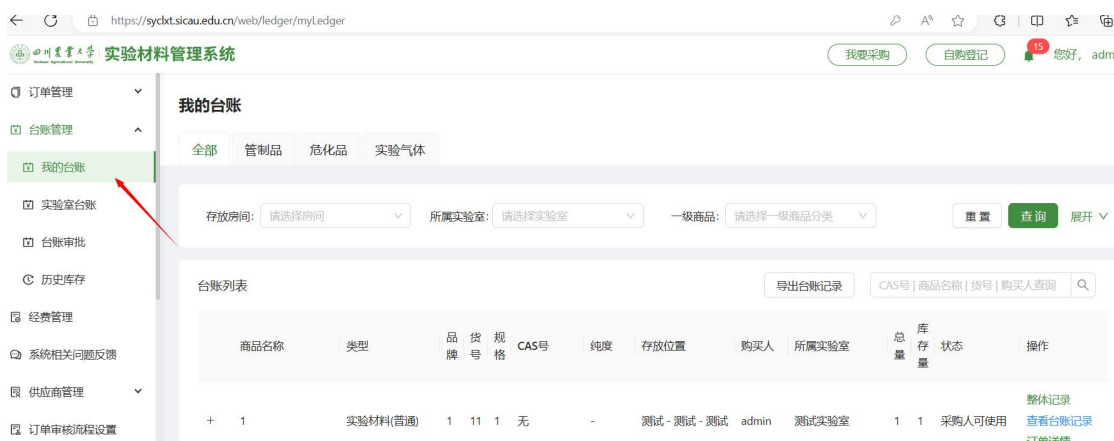 https://syclxt.sicau.edu.cn/web/ledger/myLedger
四川农业大学 实验材料管理系统
我要采购
自购登记
15
您好，adm
订单管理
台账管理
我的台账
实验室台账
台账审批
历史库存
经费管理
系统相关问题反馈
供应商管理
订单审核流程设置
我的台账
全部 管制品 危化品 实验气体
存放房间: 请选择房间 所属实验室: 请选择实验室 一级商品: 请选择一级商品分类 重置 查询 展开
台账列表 导出台账记录 CAS号 | 商品名称 | 货号 | 购买人查询
商品名称 类型 品牌 货号 规格 CAS号 纯度 存放位置 购买人 所属实验室 总量 库存量 状态 操作
+ 1 实验材料(普通) 1 11 1 无 - 测试 - 测试 - 测试 admin 测试实验室 1 1 采购人可使用
整体记录
查看台账记录
订单详情